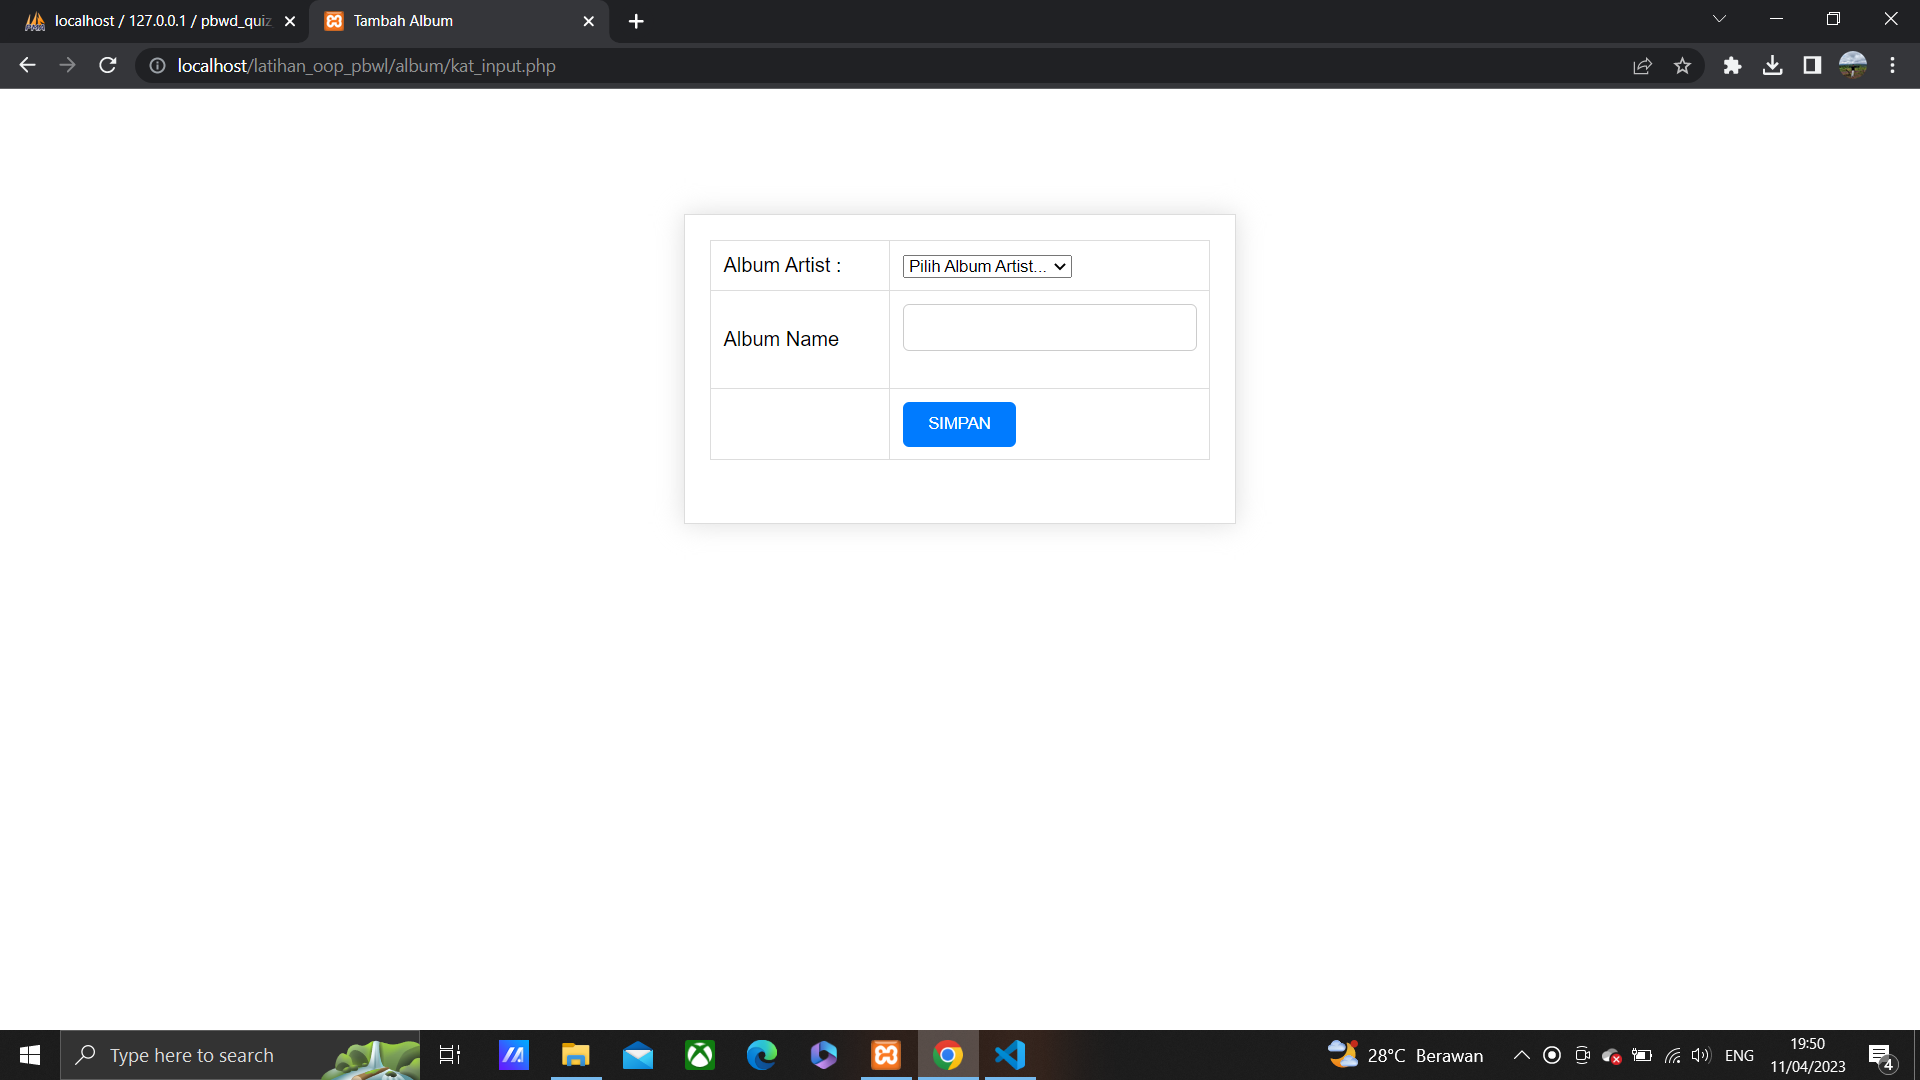 localhost / 127.0.0.1 / pbwd_quiz
Tambah Album
localhost/latihan_oop_pbwl/album/kat_input.php
Album Artist :
Pilih Album Artist...
Album Name
SIMPAN
Type here to search
28°C Berawan
ENG
19:50
11/04/2023
4